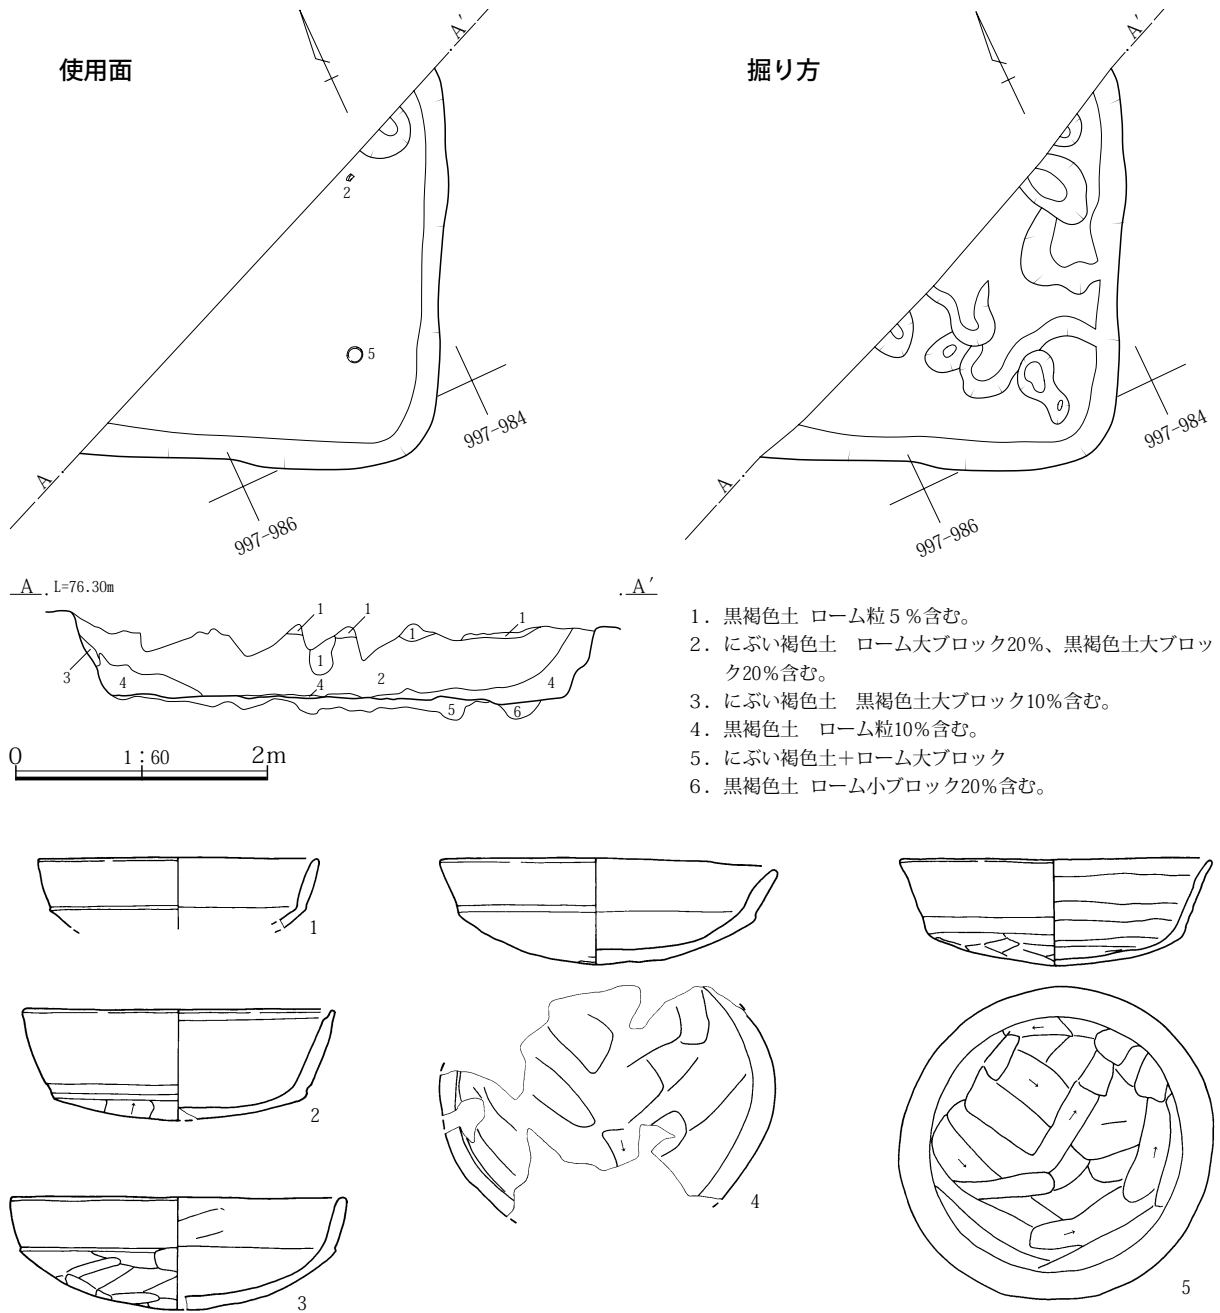 使用面
A′
2
5
997-984
A
997-986
掘り方
A′
997-984
A
997-986
A . L=76.30m
. A′
1
1
1
1
1
2
3
4
4
4
5
6
0 1：60 2m
1．黒褐色土 ローム粒５％含む。
2．にぶい褐色土　ローム大ブロック20％、黒褐色土大ブロッ
ク20％含む。
3．にぶい褐色土　黒褐色土大ブロック10％含む。
4．黒褐色土　ローム粒10％含む。
5．にぶい褐色土＋ローム大ブロック
6．黒褐色土 ローム小ブロック20％含む。
1
2
3
4
5